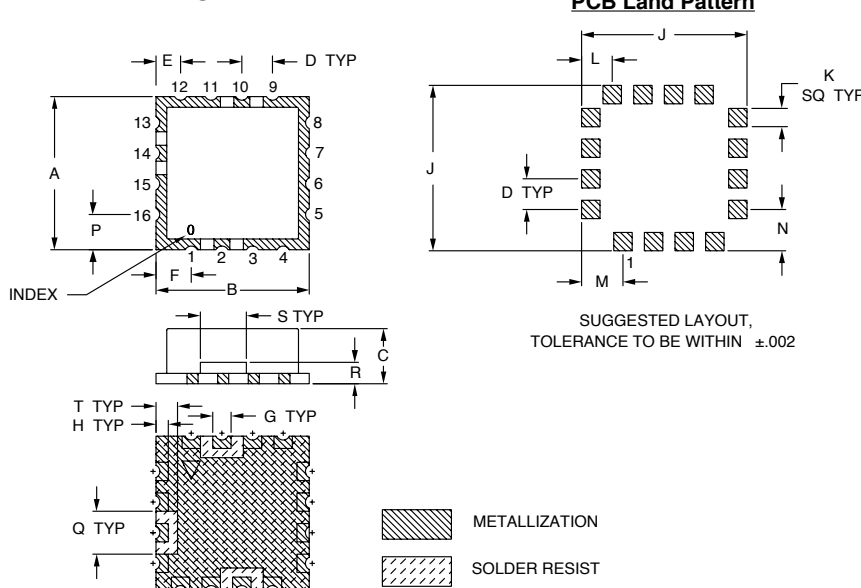 PCB Land Pattern
E
D TYP
12 11 10 9
13
14
15
16
A
P
8
7
6
5
0
1 2 3 4
F
B
INDEX
J
L
K
SQ TYP
J
D TYP
N
M
1
SUGGESTED LAYOUT,
TOLERANCE TO BE WITHIN ±.002
S TYP
C
R
T TYP
H TYP
G TYP
Q TYP
METALLIZATION
SOLDER RESIST